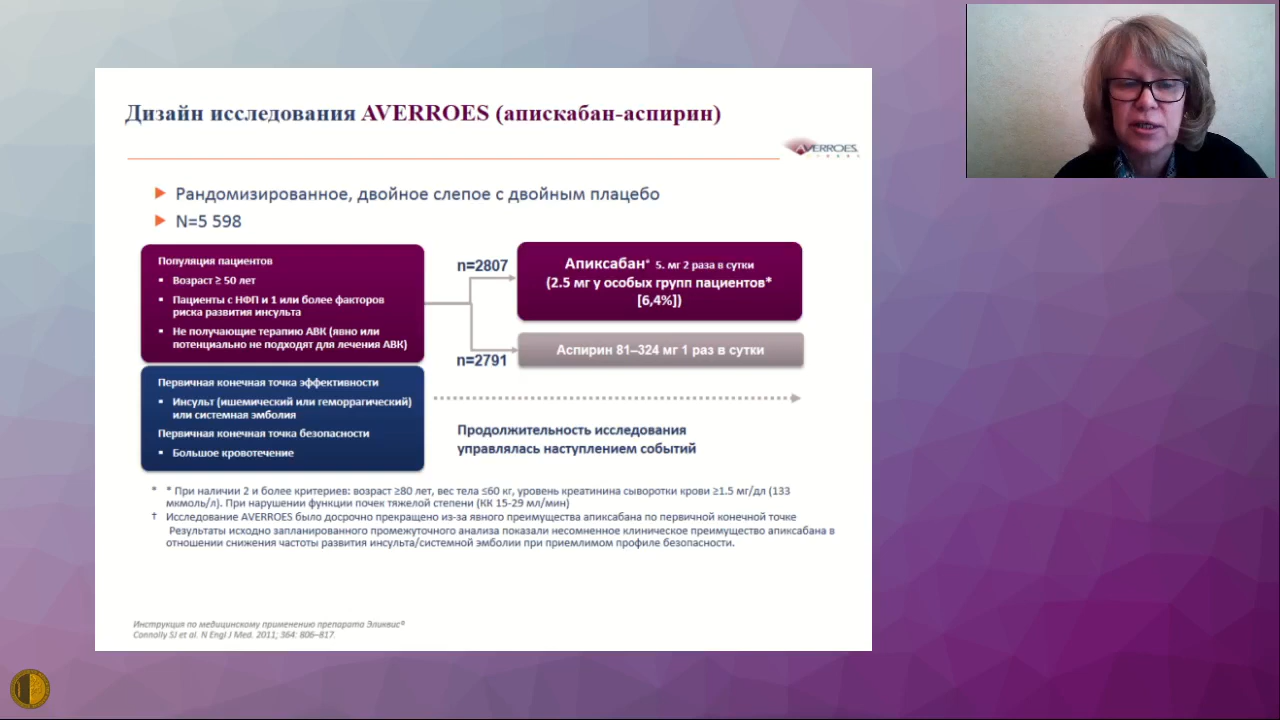 Дизайн исследования AVERROES (апискабан-аспирин)
AVERROES
Рандомизированное, двойное слепое с двойным плацебо
N=5 598
Популяция пациентов
Возраст ≥ 50 лет
Пациенты с НФП и 1 или более факторов
риска развития инсульта
Не получающие терапию АВК (явно или
потенциально не подходят для лечения АВК)
n=2807
Апиксабан* 5. мг 2 раза в сутки
(2.5 мг у особых групп пациентов*
[6,4%])
n=2791
Аспирин 81–324 мг 1 раз в сутки
Первичная конечная точка эффективности
Инсульт (ишемический или геморрагический)
или системная эмболия
Первичная конечная точка безопасности
Большое кровотечение
Продолжительность исследования
управлялась наступлением событий
* * При наличии 2 и более критериев: возраст ≥80 лет, вес тела ≤60 кг, уровень креатинина сыворотки крови ≥1.5 мг/дл (133
мкмоль/л). При нарушении функции почек тяжелой степени (КК 15-29 мл/мин)
† Исследование AVERROES было досрочно прекращено из-за явного преимущества апиксабана по первичной конечной точке
Результаты исходно запланированного промежуточного анализа показали несомненное клиническое преимущество апиксабана в
отношении снижения частоты развития инсульта/системной эмболии при приемлимом профиле безопасности.
Инструкция по медицинскому применению препарата Эликвис®
Connolly SJ et al. N Engl J Med. 2011; 364: 806–817.